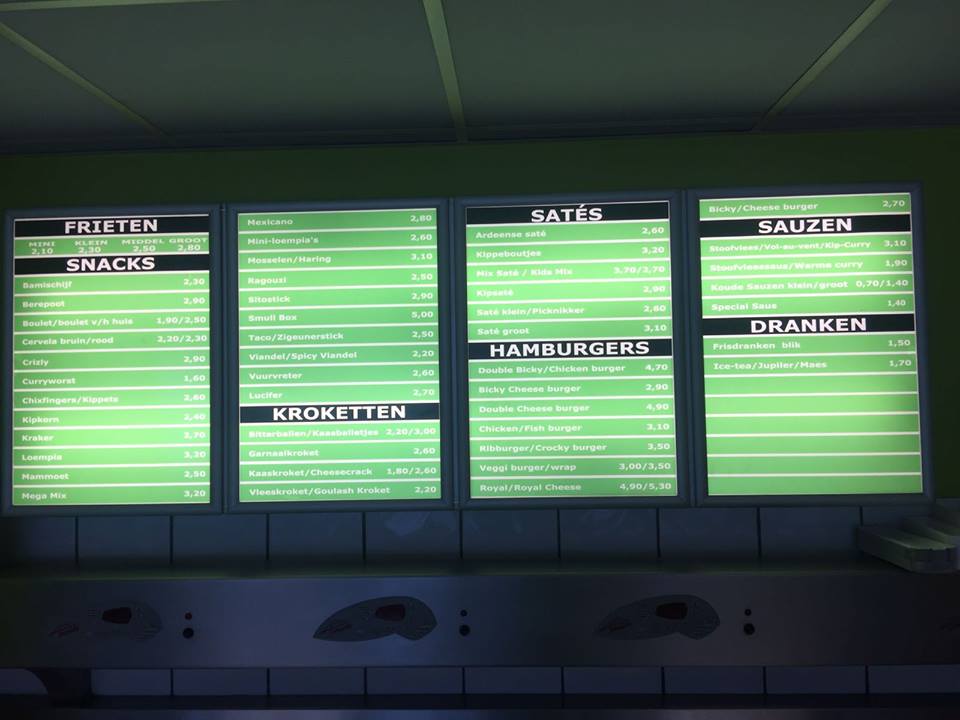 FRIETEN
MINI KLEIN MIDDEL GROOT
2,10 2,30 2,50 2,80
SNACKS
Bamischijf 2,30
Berepoot 2,90
Boulet/boulet v/h huis 1,90/2,50
Cervela bruin/rood 2,20/2,30
Crizly 2,90
Curryworst 1,60
Chixfingers/Kippets 2,60
Kipkorn 2,40
Kraker 2,70
Loempia 3,20
Mammoet 2,50
Mega Mix 3,20
Mexicano 2,80
Mini-loempia's 2,60
Mosselen/Haring 3,10
Ragouzi 2,50
Sitostick 2,90
Smull Box 5,00
Taco/Zigeunerstick 2,50
Viandel/Spicy Viandel 2,20
Vuurvreter 2,60
Lucifer 2,70
KROKETTEN
Bitterballen/Kaasballetjes 2,20/3,00
Garnaalkroket 2,60
Kaaskroket/Cheesecrack 1,80/2,60
Vleeskroket/Goulash Kroket 2,20
SATÉS
Ardeense saté 2,60
Kippeboutjes 3,20
Mix Saté / Kids Mix 3,70/2,70
Kipsaté 2,90
Saté klein/Picknikker 2,60
Saté groot 3,10
HAMBURGERS
Double Bicky/Chicken burger 4,70
Bicky Cheese burger 2,90
Double Cheese burger 4,90
Chicken/Fish burger 3,10
Ribburger/Crocky burger 3,50
Veggi burger/wrap 3,00/3,50
Royal/Royal Cheese 4,90/5,30
Bicky/Cheese burger 2,70
SAUZEN
Stoofvlees/Vol-au-vent/Kip-Curry 3,10
Stoofvleessaus/Warme curry 1,90
Koude Sauzen klein/groot 0,70/1,40
Special Saus 1,40
DRANKEN
Frisdranken blik 1,50
Ice-tea/Jupiler/Maes 1,70